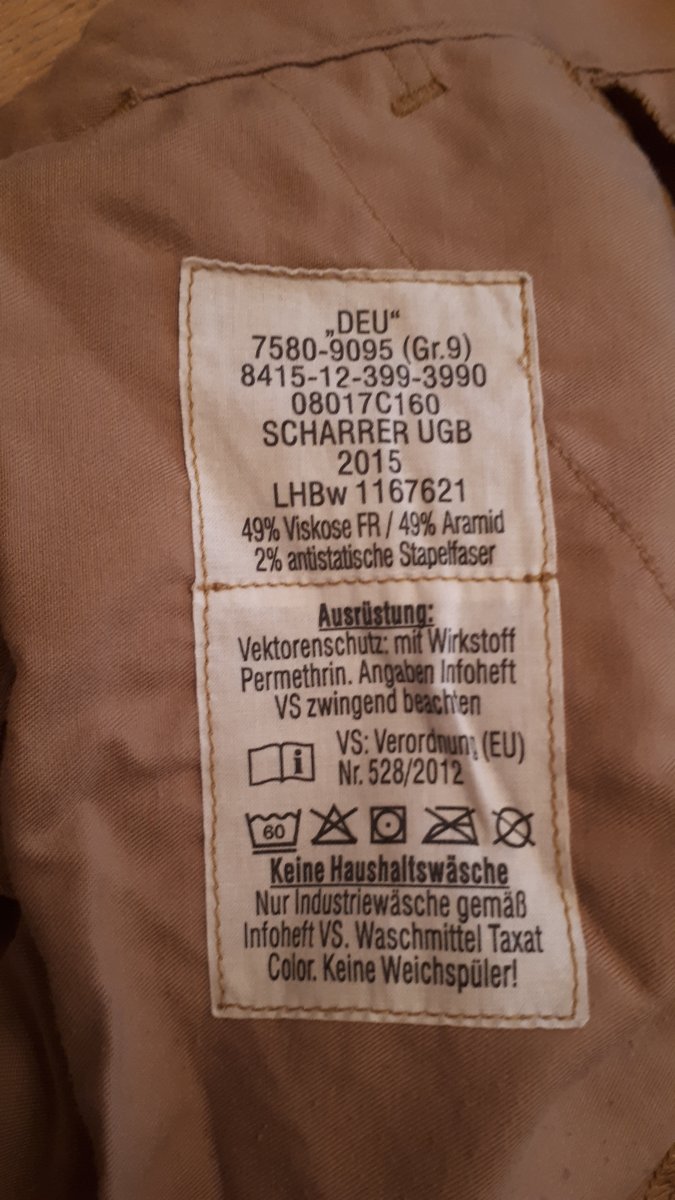 „DEU“
7580-9095 (Gr.9)
8415-12-399-3990
08017C160
SCHARRER UGB
2015
LHBw 1167621
49% Viskose FR / 49% Aramid
2% antistatische Stapelfaser
Ausrüstung:
Vektorenschutz: mit Wirkstoff
Permethrin. Angaben Infoheft
VS zwingend beachten
i VS: Verordnung (EU)
Nr. 528/2012
60
Keine Haushaltswäsche
Nur Industriewäsche gemäß
Infoheft VS. Waschmittel Taxat
Color. Keine Weichspüler!